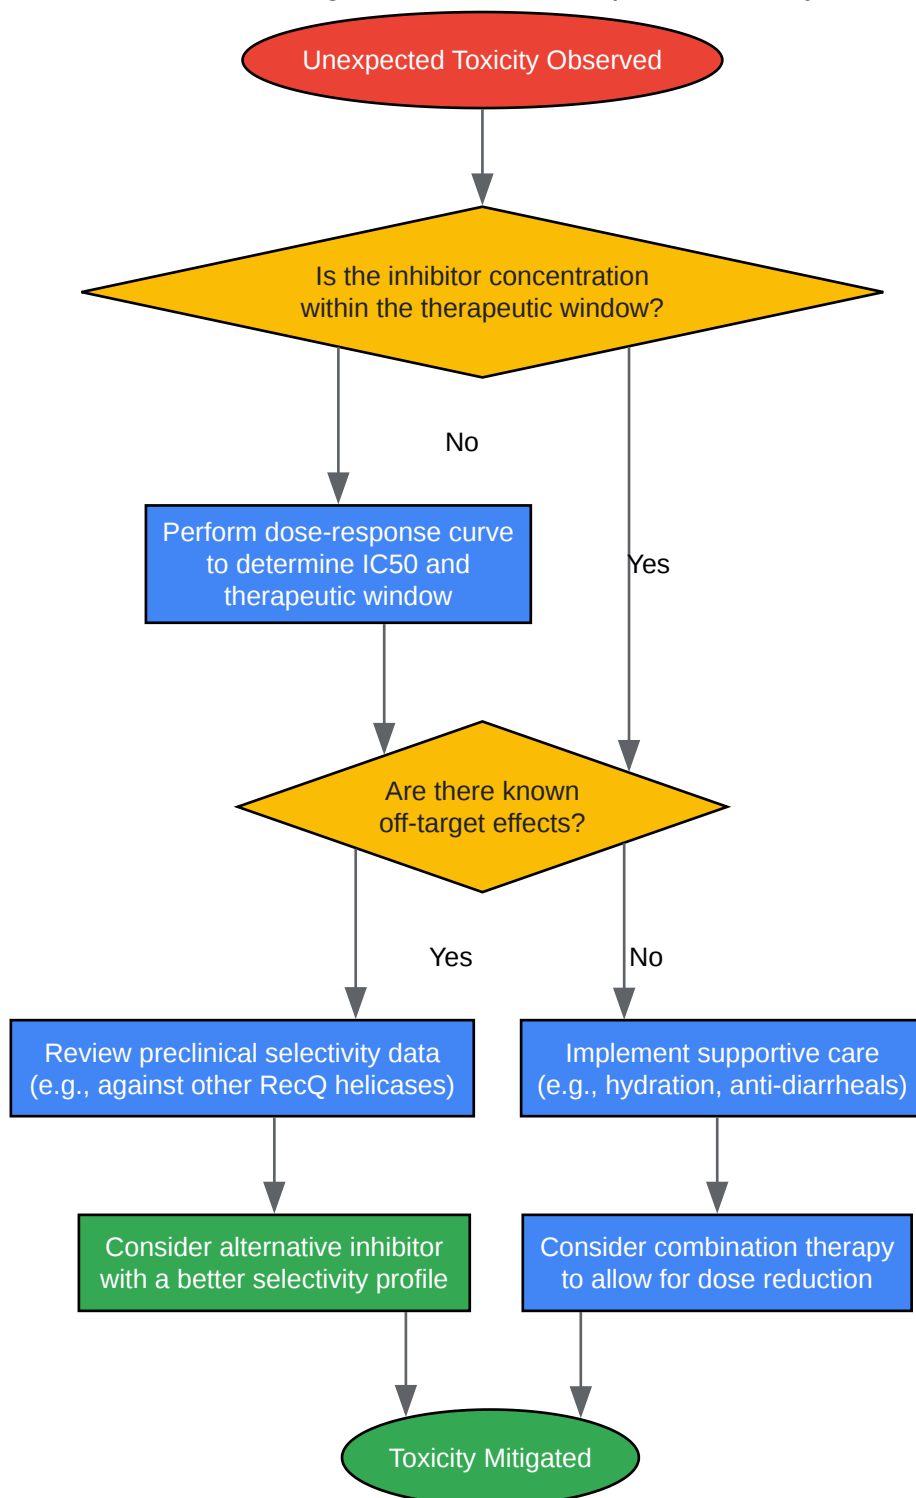 Unexpected Toxicity Observed
Is the inhibitor concentration
within the therapeutic window?
No
Perform dose-response curve
to determine IC50 and
therapeutic window
Yes
Are there known
off-target effects?
Yes
No
Review preclinical selectivity data
(e.g., against other RecQ helicases)
Implement supportive care
(e.g., hydration, anti-diarrheals)
Consider alternative inhibitor
with a better selectivity profile
Consider combination therapy
to allow for dose reduction
Toxicity Mitigated